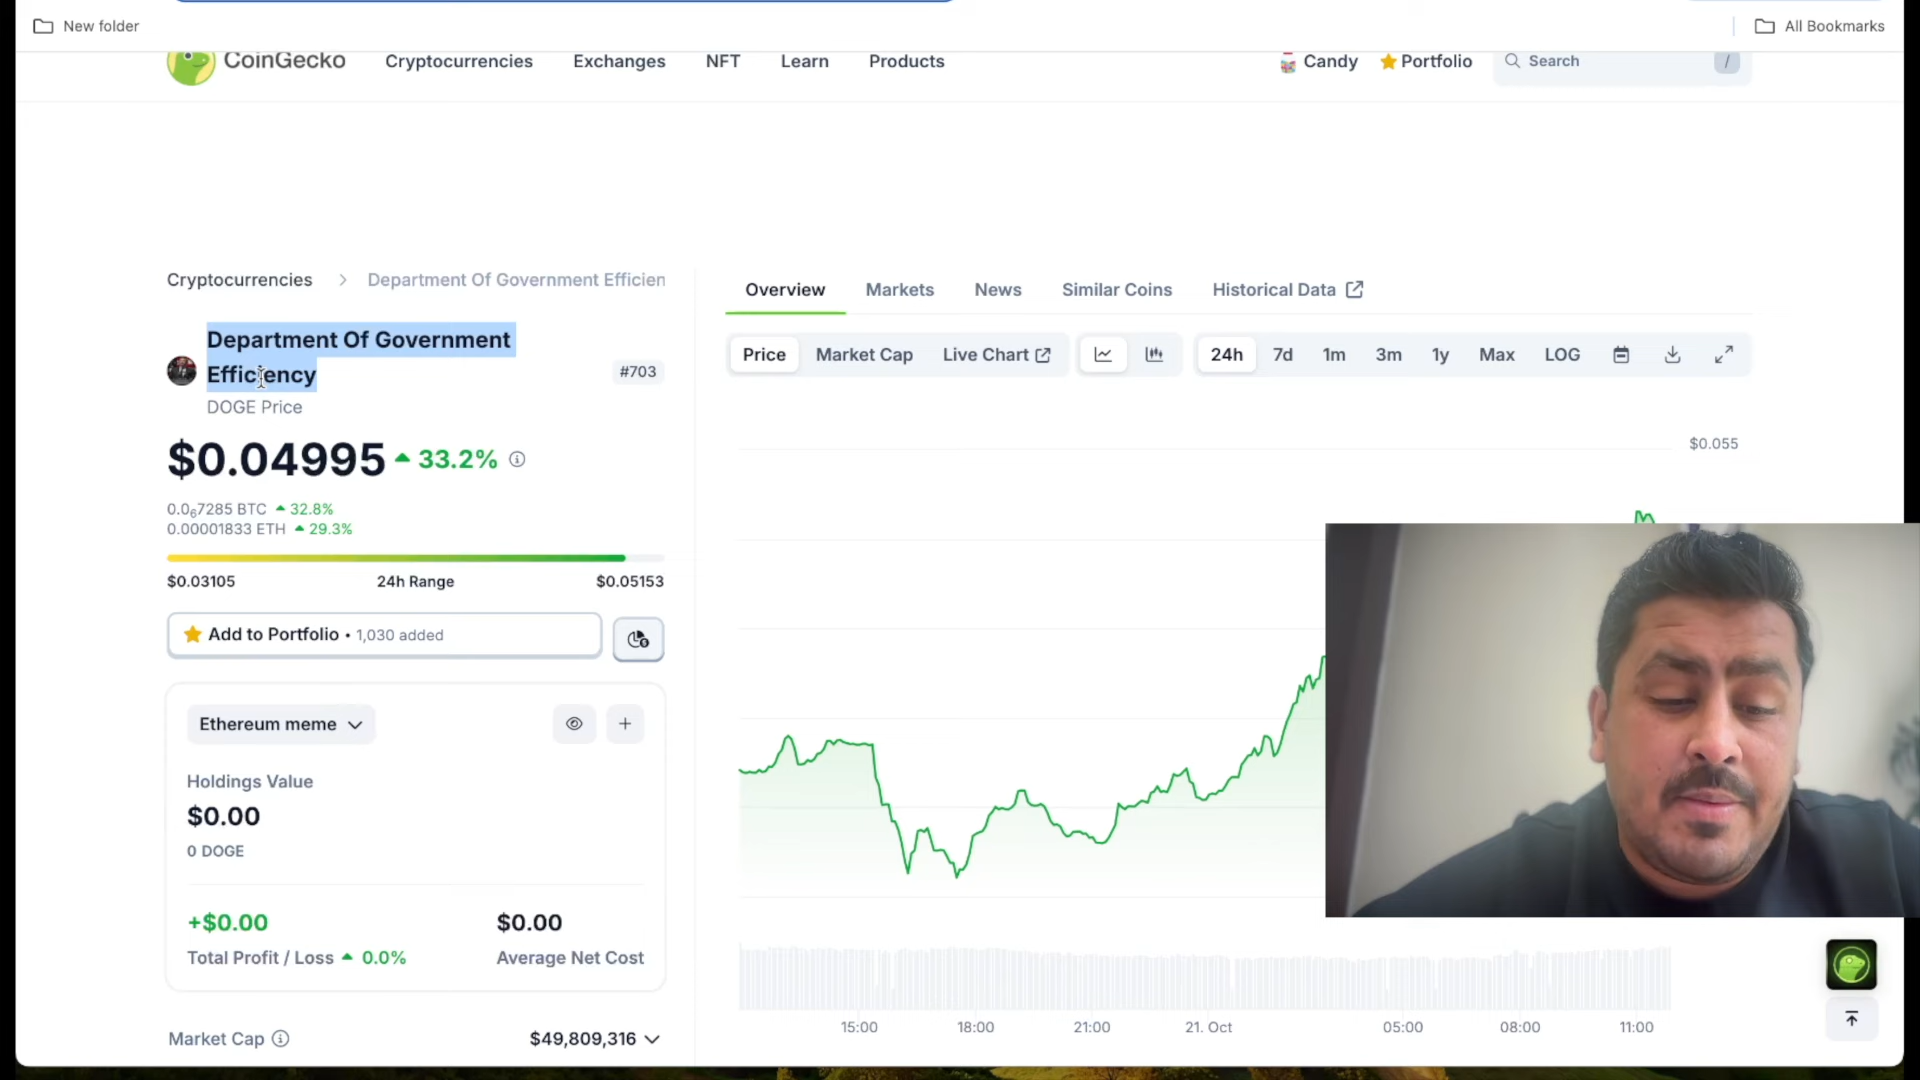 New folder
All Bookmarks
CoinGecko
Cryptocurrencies
Exchanges
NFT
Learn
Products
Candy
Portfolio
Search
/
Cryptocurrencies
Department Of Government Efficien
Department Of Government
Efficiency
#703
DOGE Price
$0.04995
33.2%
0.0₆7285 BTC 32.8%
0.00001833 ETH 29.3%
$0.03105
24h Range
$0.05153
Add to Portfolio • 1,030 added
Ethereum meme
Holdings Value
$0.00
0 DOGE
+$0.00
$0.00
Total Profit / Loss 0.0%
Average Net Cost
Market Cap
$49,809,316
Overview
Markets
News
Similar Coins
Historical Data
Price
Market Cap
Live Chart
24h
7d
1m
3m
1y
Max
LOG
$0.055
15:00
18:00
21:00
21. Oct
05:00
08:00
11:00